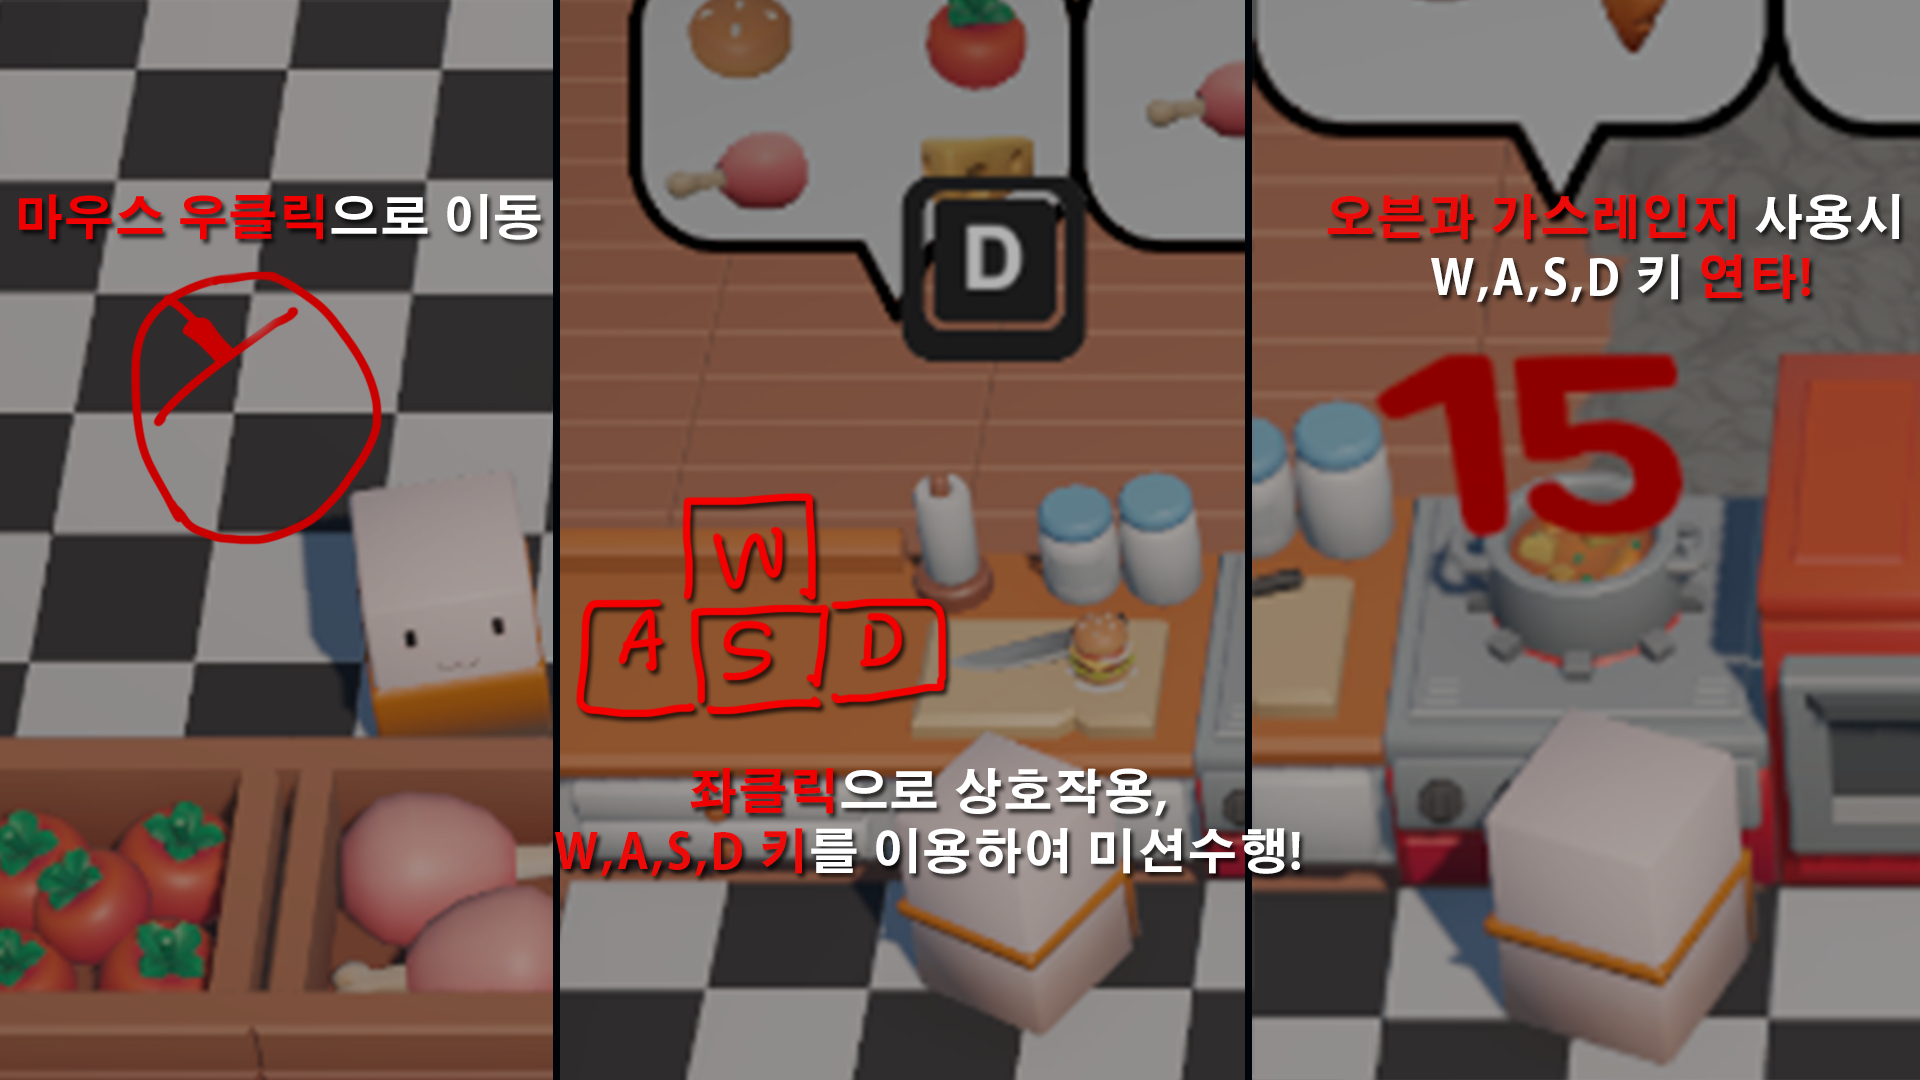 마우스 우클릭으로 이동
D
W
A S D
좌클릭으로 상호작용,
W,A,S,D 키를 이용하여 미션수행!
오븐과 가스레인지 사용시
W,A,S,D 키 연타!
15